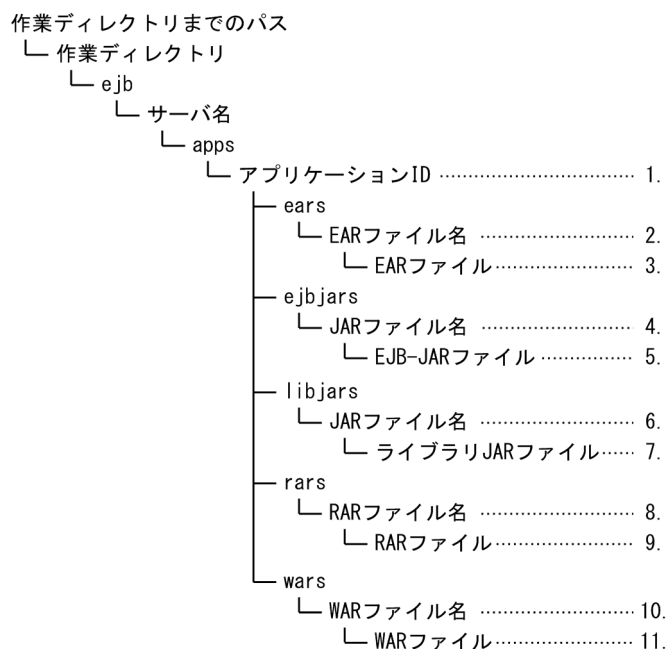 作業ディレクトリまでのパス
作業ディレクトリ
ejb
サーバ名
apps
アプリケーションID ……………………………… 1.
ears
EARファイル名 ……………………… 2.
EARファイル…………………… 3.
ejbjars
JARファイル名 ……………………… 4.
EJB-JARファイル …………… 5.
libjars
JARファイル名 ……………………… 6.
ライブラリJARファイル…… 7.
rars
RARファイル名 ……………………… 8.
RARファイル…………………… 9.
wars
WARファイル名 ……………………… 10.
WARファイル…………………… 11.